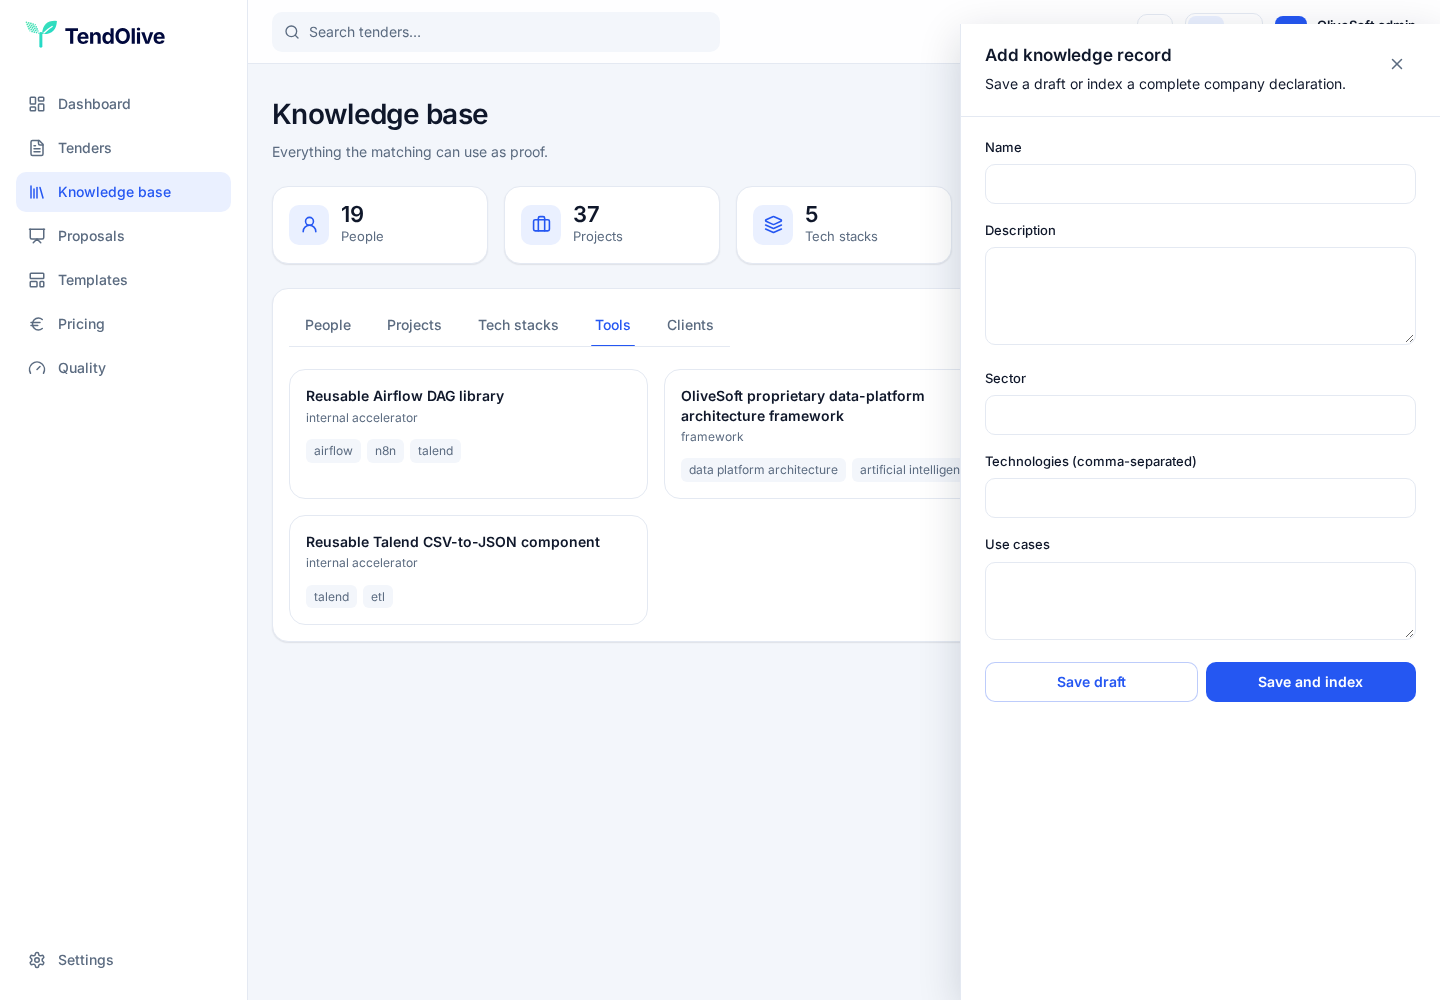 TendOlive
Search tenders...
Dashboard
Tenders
Knowledge base
Proposals
Templates
Pricing
Quality
Settings
Knowledge base
Everything the matching can use as proof.
19
People
37
Projects
5
Tech stacks
People
Projects
Tech stacks
Tools
Clients
Reusable Airflow DAG library
internal accelerator
airflow
n8n
talend
OliveSoft proprietary data-platform
architecture framework
framework
data platform architecture
artificial intelligen
Reusable Talend CSV-to-JSON component
internal accelerator
talend
etl
OliveSoft admin
Add knowledge record
Save a draft or index a complete company declaration.
Name
Description
Sector
Technologies (comma-separated)
Use cases
Save draft
Save and index